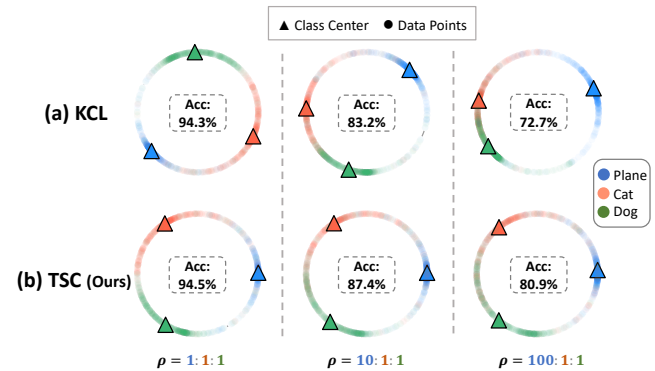 Class Center Data Points
(a) KCL
Acc:
94.3%
Acc:
83.2%
Acc:
72.7%
Plane
Cat
Dog
(b) TSC (Ours)
Acc:
94.5%
Acc:
87.4%
Acc:
80.9%
ρ = 1:1:1
ρ = 10:1:1
ρ = 100:1:1